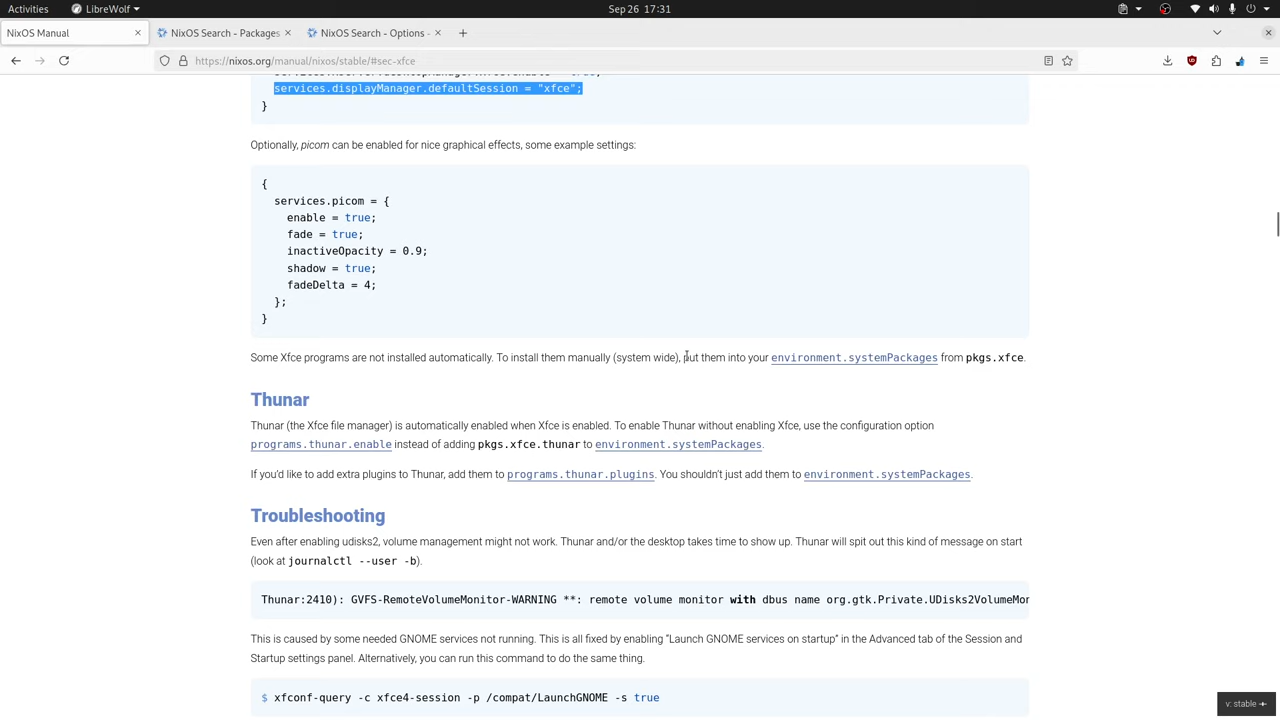 Activities LibreWolf Sep 26 17:31
NixOS Manual NixOS Search - Packages NixOS Search - Options -
https://nixos.org/manual/nixos/stable/#sec-xfce
services.displayManager.defaultSession = "xfce";
}
Optionally, picom can be enabled for nice graphical effects, some example settings:
{
services.picom = {
enable = true;
fade = true;
inactiveOpacity = 0.9;
shadow = true;
fadeDelta = 4;
};
}
Some Xfce programs are not installed automatically. To install them manually (system wide), put them into your environment.systemPackages from pkgs.xfce.
Thunar
Thunar (the Xfce file manager) is automatically enabled when Xfce is enabled. To enable Thunar without enabling Xfce, use the configuration option
programs.thunar.enable instead of adding pkgs.xfce.thunar to environment.systemPackages.
If you'd like to add extra plugins to Thunar, add them to programs.thunar.plugins. You shouldn't just add them to environment.systemPackages.
Troubleshooting
Even after enabling udisks2, volume management might not work. Thunar and/or the desktop takes time to show up. Thunar will spit out this kind of message on start
(look at journalctl --user -b).
Thunar:2410): GVFS-RemoteVolumeMonitor-WARNING **: remote volume monitor with dbus name org.gtk.Private.UDisks2VolumeMon
This is caused by some needed GNOME services not running. This is all fixed by enabling “Launch GNOME services on startup” in the Advanced tab of the Session and
Startup settings panel. Alternatively, you can run this command to do the same thing.
$ xfconf-query -c xfce4-session -p /compat/LaunchGNOME -s true
v: stable